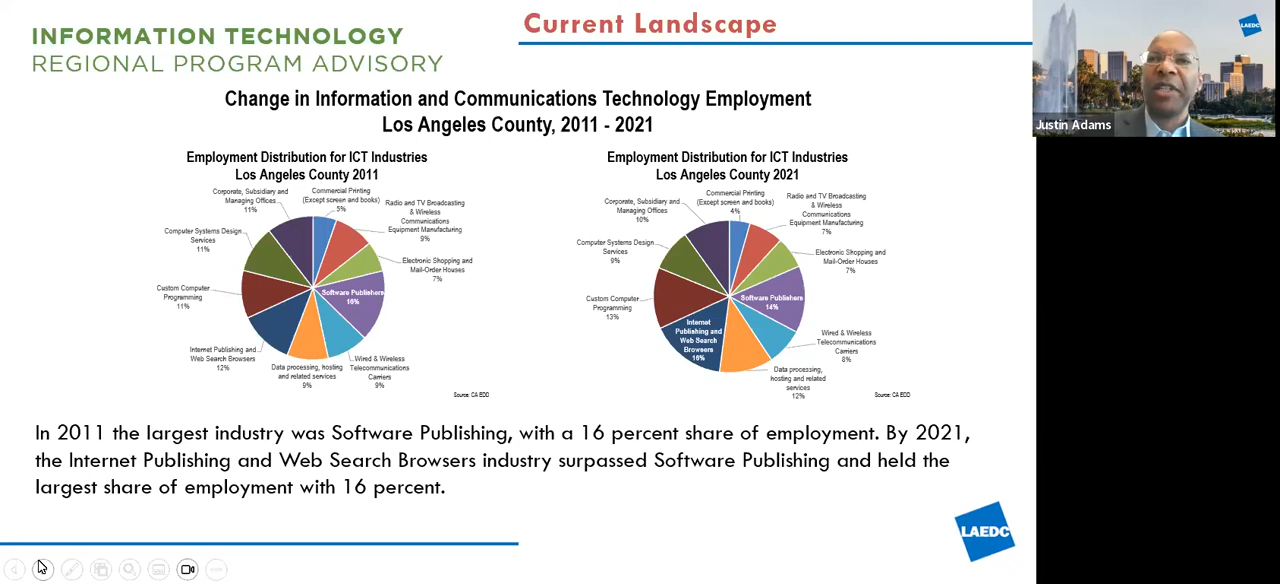 INFORMATION TECHNOLOGY
REGIONAL PROGRAM ADVISORY
Current Landscape
LAEDC
Justin Adams
Change in Information and Communications Technology Employment
Los Angeles County, 2011 - 2021
Employment Distribution for ICT Industries
Los Angeles County 2011
Commercial Printing
(Except screen and books)
5%
Radio and TV Broadcasting
& Wireless
Communications
Equipment Manufacturing
9%
Electronic Shopping and
Mail-Order Houses
7%
Software Publishers
16%
Wired & Wireless
Telecommunications
Carriers
9%
Data processing, hosting
and related services
9%
Internet Publishing and
Web Search Browsers
12%
Custom Computer
Programming
11%
Computer Systems Design
Services
11%
Corporate, Subsidiary and
Managing Offices
11%
Source: CA EDD
Employment Distribution for ICT Industries
Los Angeles County 2021
Commercial Printing
(Except screen and books)
4%
Radio and TV Broadcasting
& Wireless
Communications
Equipment Manufacturing
7%
Electronic Shopping and
Mail-Order Houses
7%
Software Publishers
14%
Wired & Wireless
Telecommunications
Carriers
8%
Data processing,
hosting and related
services
12%
Internet
Publishing and
Web Search
Browsers
16%
Custom Computer
Programming
13%
Computer Systems Design
Services
9%
Corporate, Subsidiary and
Managing Offices
10%
Source: CA EDD
In 2011 the largest industry was Software Publishing, with a 16 percent share of employment. By 2021,
the Internet Publishing and Web Search Browsers industry surpassed Software Publishing and held the
largest share of employment with 16 percent.
LAEDC